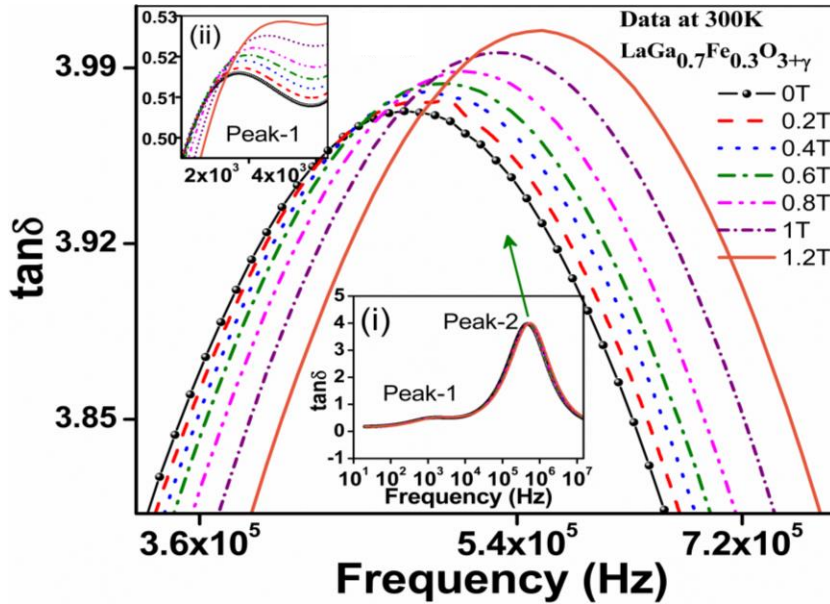 (ii)
0.53
0.52
0.51
0.50
Peak-1
2x10³ 4x10³
Data at 300K
LaGa₀.₇Fe₀.₃O₃₊γ
0T
0.2T
0.4T
0.6T
0.8T
1T
1.2T
3.99
3.92
3.85
tanδ
(i)
4
3
2
1
0
-1
tanδ
Peak-2
Peak-1
10¹ 10² 10³ 10⁴ 10⁵ 10⁶ 10⁷
Frequency (Hz)
3.6x10⁵ 5.4x10⁵ 7.2x10⁵
Frequency (Hz)